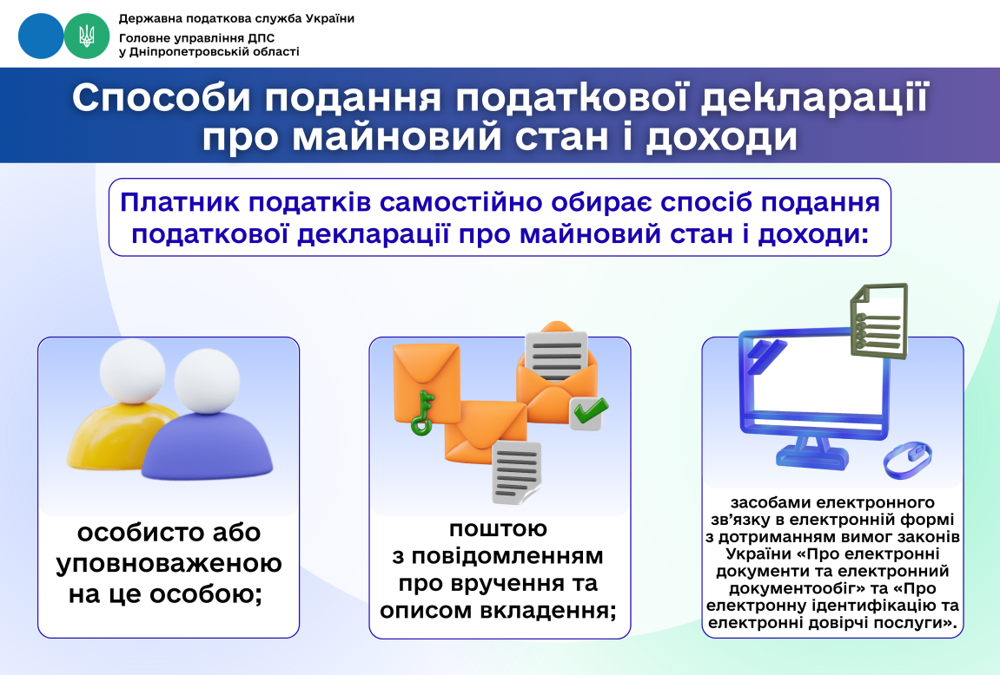 Державна податкова служба України
Головне управління ДПС
у Дніпропетровській області
Способи подання податкової декларації
про майновий стан і доходи
Платник податків самостійно обирає спосіб подання
податкової декларації про майновий стан і доходи:
особисто або
уповноваженою
на це особою;
поштою
з повідомленням
про вручення та
описом вкладення;
засобами електронного
зв’язку в електронній формі
з дотриманням вимог законів
України «Про електронні
документи та електронний
документообіг» та «Про
електронну ідентифікацію та
електронні довірчі послуги».